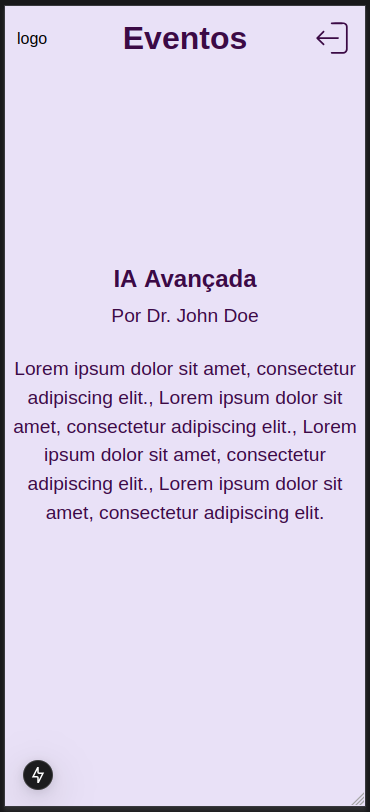 logo
Eventos
IA Avançada
Por Dr. John Doe
Lorem ipsum dolor sit amet, consectetur
adipiscing elit., Lorem ipsum dolor sit
amet, consectetur adipiscing elit., Lorem
ipsum dolor sit amet, consectetur
adipiscing elit., Lorem ipsum dolor sit
amet, consectetur adipiscing elit.